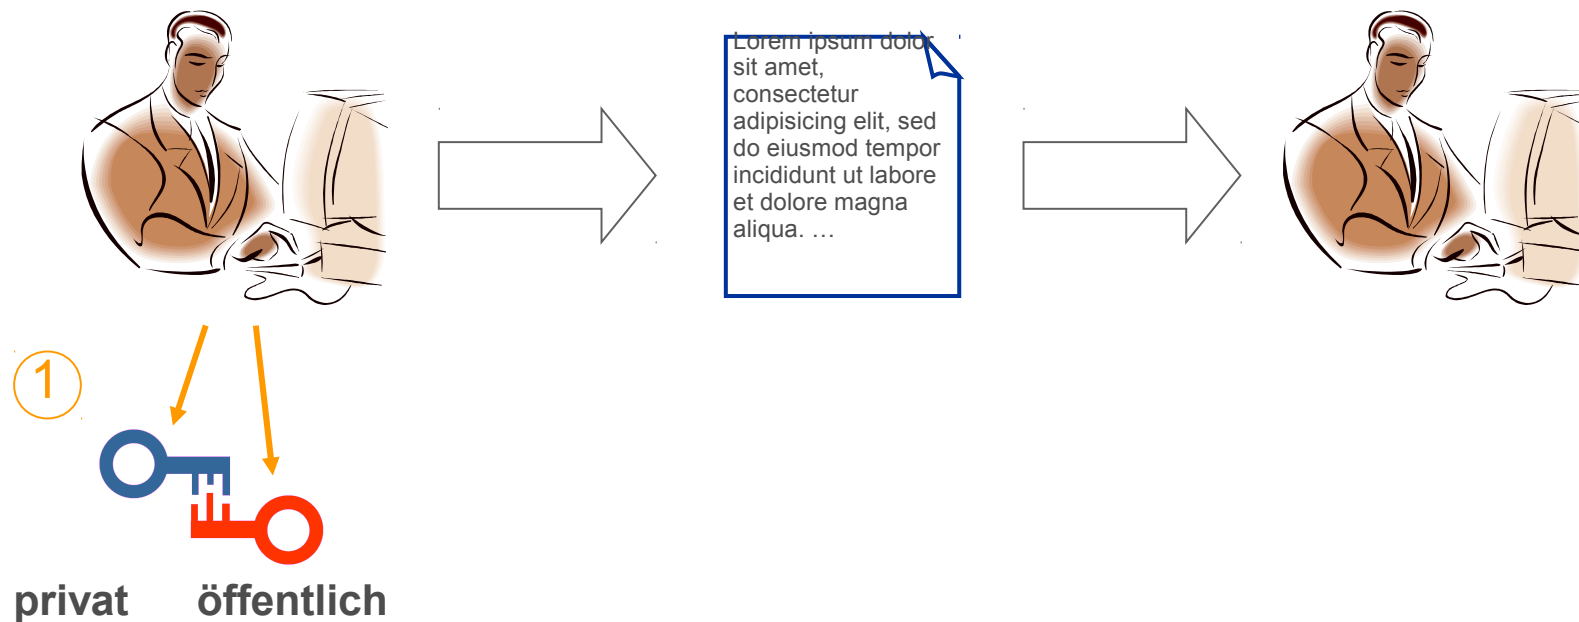 Lorem ipsum dolor
sit amet,
consectetur
adipisicing elit, sed
do eiusmod tempor
incididunt ut labore
et dolore magna
aliqua. …
1
privat öffentlich